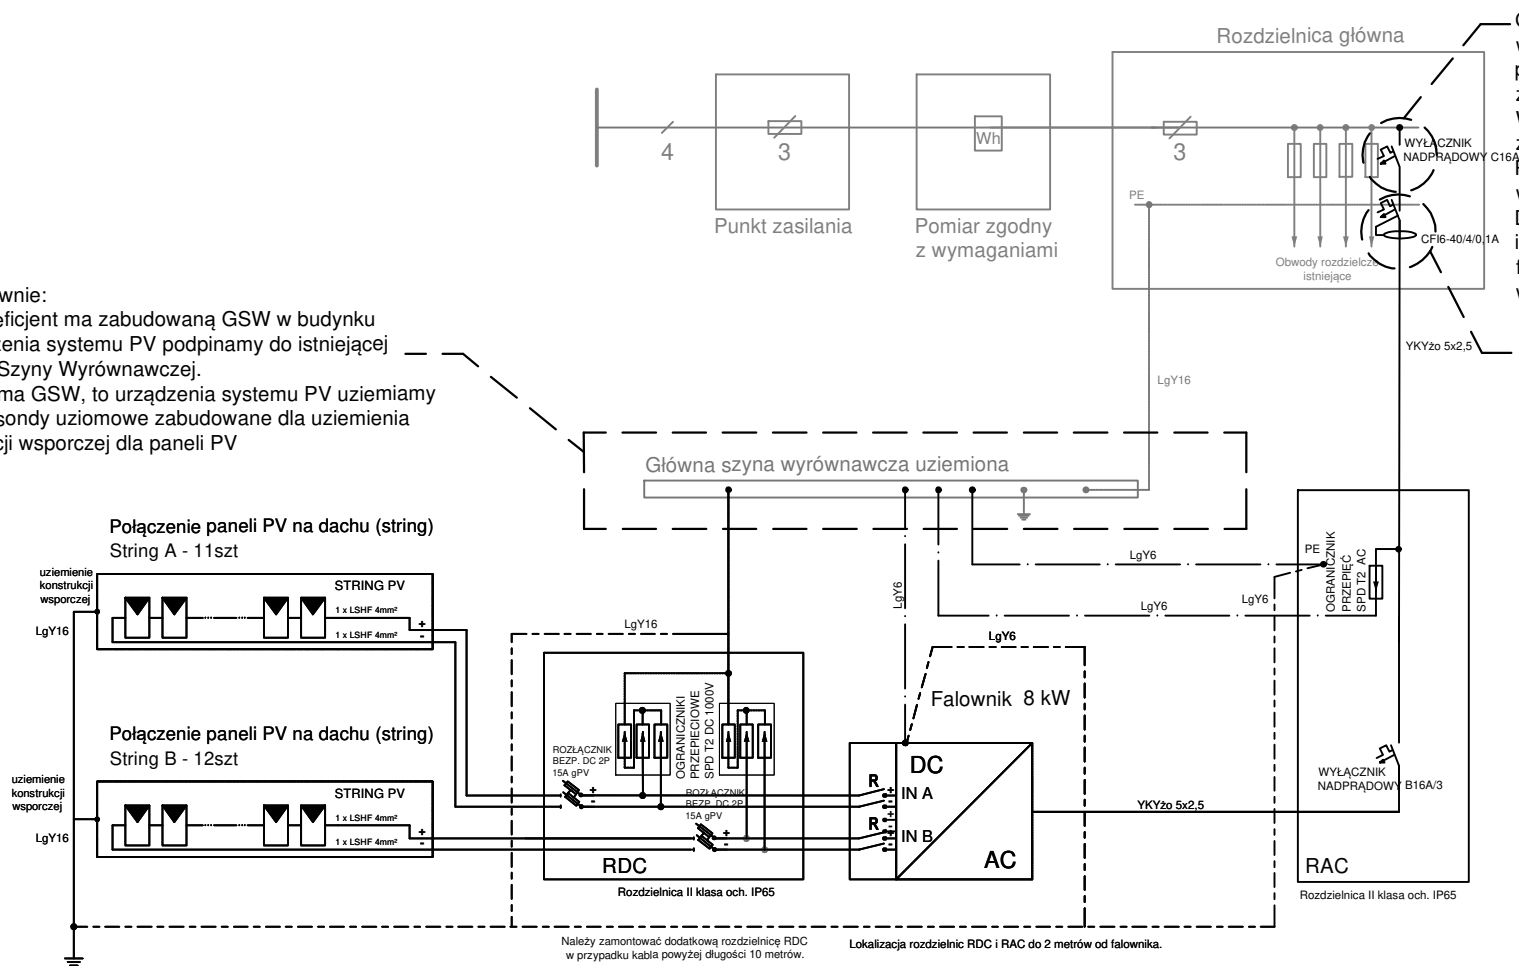 Rozdzielnica główna
4
3
Wh
3
WYŁĄCZNIK
NADPRĄDOWY C16A
Punkt zasilania
Pomiar zgodny
z wymaganiami
PE
CFI6-40/4/0,1A
Obwody rozdzielcze
istniejące
YKYżo 5x2,5
LgY16
wnie:
eficjent ma zabudowaną GSW w budynku
zenia systemu PV podpinamy do istniejącej
Szyny Wyrównawczej.
ma GSW, to urządzenia systemu PV uziemiamy
sondy uziomowe zabudowane dla uziemienia
cji wsporczej dla paneli PV
Główna szyna wyrównawcza uziemiona
Połączenie paneli PV na dachu (string)
String A - 11szt
uziemienie
konstrukcji
wsporczej
STRING PV
1 x LSHF 4mm²
+
1 x LSHF 4mm²
-
LgY16
LgY16
LgY6
LgY6
LgY6
LgY6
LgY6
PE
OGRANICZNIK
PRZEPIĘĆ
SPD T2 AC
Połączenie paneli PV na dachu (string)
String B - 12szt
uziemienie
konstrukcji
wsporczej
STRING PV
1 x LSHF 4mm²
+
1 x LSHF 4mm²
-
LgY16
OGRANICZNIKI
PRZEPIECIOWE
SPD T2 DC 1000V
ROZŁĄCZNIK
BEZP. DC 2P
15A gPV
+
-
ROZŁĄCZNIK
BEZP. DC 2P
15A gPV
+
-
RDC
Rozdzielnica II klasa och. IP65
Falownik 8 kW
DC
R
+
-
IN A
+
-
R
+
-
IN B
AC
YKYżo 5x2,5
WYŁĄCZNIK
NADPRĄDOWY B16A/3
RAC
Rozdzielnica II klasa och. IP65
Należy zamontować dodatkową rozdzielnicę RDC
w przypadku kabla powyżej długości 10 metrów.
Lokalizacja rozdzielnic RDC i RAC do 2 metrów od falownika.